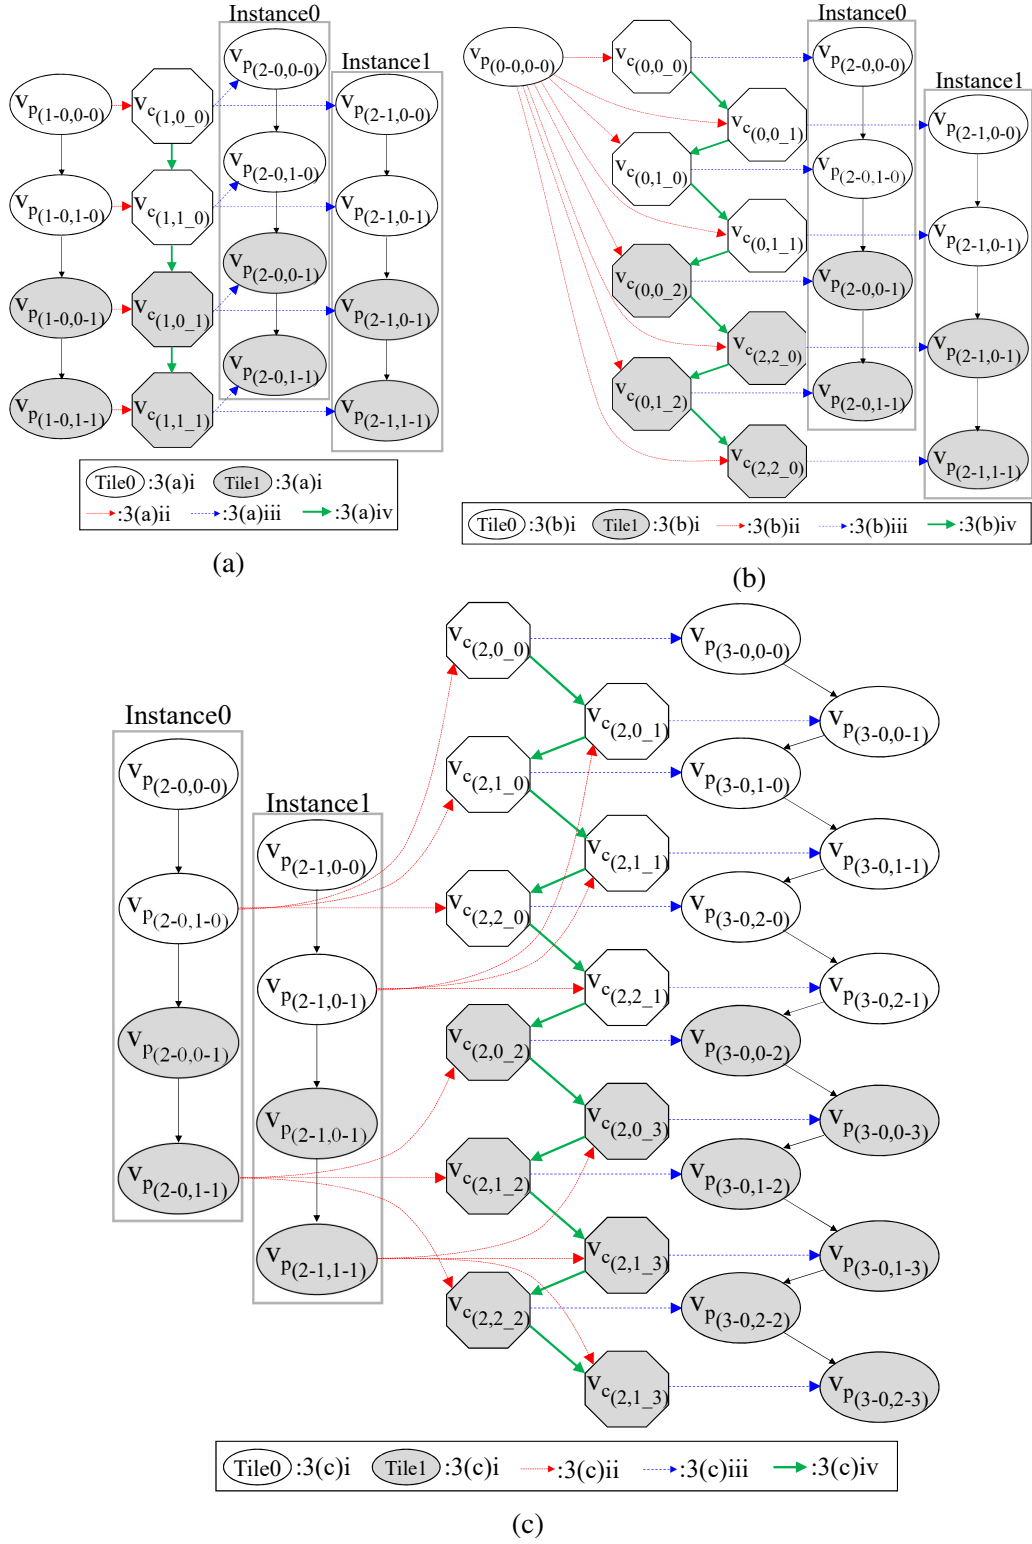 Instance0
Instance1
vp(1-0,0-0)
vc(1,0_0)
vp(2-0,0-0)
vp(2-1,0-0)
vp(1-0,1-0)
vc(1,1_0)
vp(2-0,1-0)
vp(2-1,0-1)
vp(1-0,0-1)
vc(1,0_1)
vp(2-0,0-1)
vp(2-1,0-1)
vp(1-0,1-1)
vc(1,1_1)
vp(2-0,1-1)
vp(2-1,1-1)
Tile0 :3(a)i Tile1 :3(a)i
:3(a)ii :3(a)iii :3(a)iv
(a)
Instance0
Instance1
vp(0-0,0-0)
vc(0,0_0)
vp(2-0,0-0)
vc(0,0_1)
vp(2-1,0-0)
vc(0,1_0)
vp(2-0,1-0)
vc(0,1_1)
vp(2-1,0-1)
vc(0,0_2)
vp(2-0,0-1)
vc(2,2_0)
vp(2-1,0-1)
vc(0,1_2)
vp(2-0,1-1)
vc(2,2_0)
vp(2-1,1-1)
Tile0 :3(b)i Tile1 :3(b)i :3(b)ii :3(b)iii :3(b)iv
(b)
Instance0
Instance1
vp(2-0,0-0)
vp(2-0,1-0)
vp(2-0,0-1)
vp(2-0,1-1)
vp(2-1,0-0)
vp(2-1,0-1)
vp(2-1,0-1)
vp(2-1,1-1)
vc(2,0_0)
vp(3-0,0-0)
vc(2,0_1)
vp(3-0,0-1)
vc(2,1_0)
vp(3-0,1-0)
vc(2,1_1)
vp(3-0,1-1)
vc(2,2_0)
vp(3-0,2-0)
vc(2,2_1)
vp(3-0,2-1)
vc(2,0_2)
vp(3-0,0-2)
vc(2,0_3)
vp(3-0,0-3)
vc(2,1_2)
vp(3-0,1-2)
vc(2,1_3)
vp(3-0,1-3)
vc(2,2_2)
vp(3-0,2-2)
vc(2,1_3)
vp(3-0,2-3)
Tile0 :3(c)i Tile1 :3(c)i :3(c)ii :3(c)iii :3(c)iv
(c)